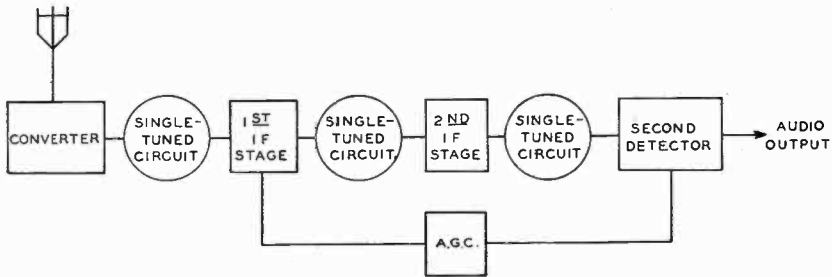 CONVERTER
SINGLE-
TUNED
CIRCUIT
1ST
IF
STAGE
SINGLE-
TUNED
CIRCUIT
2ND
IF
STAGE
SINGLE-
TUNED
CIRCUIT
SECOND
DETECTOR
AUDIO
OUTPUT
A.G.C.